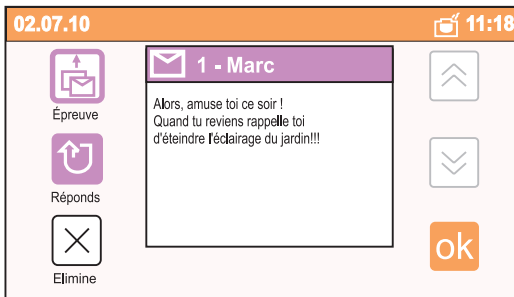 02.07.10
11:18
1 - Marc
Alors, amuse toi ce soir !
Quand tu reviens rappelle toi
d'éteindre l'éclairage du jardin!!!
Épreuve
Réponds
Elimine
ok